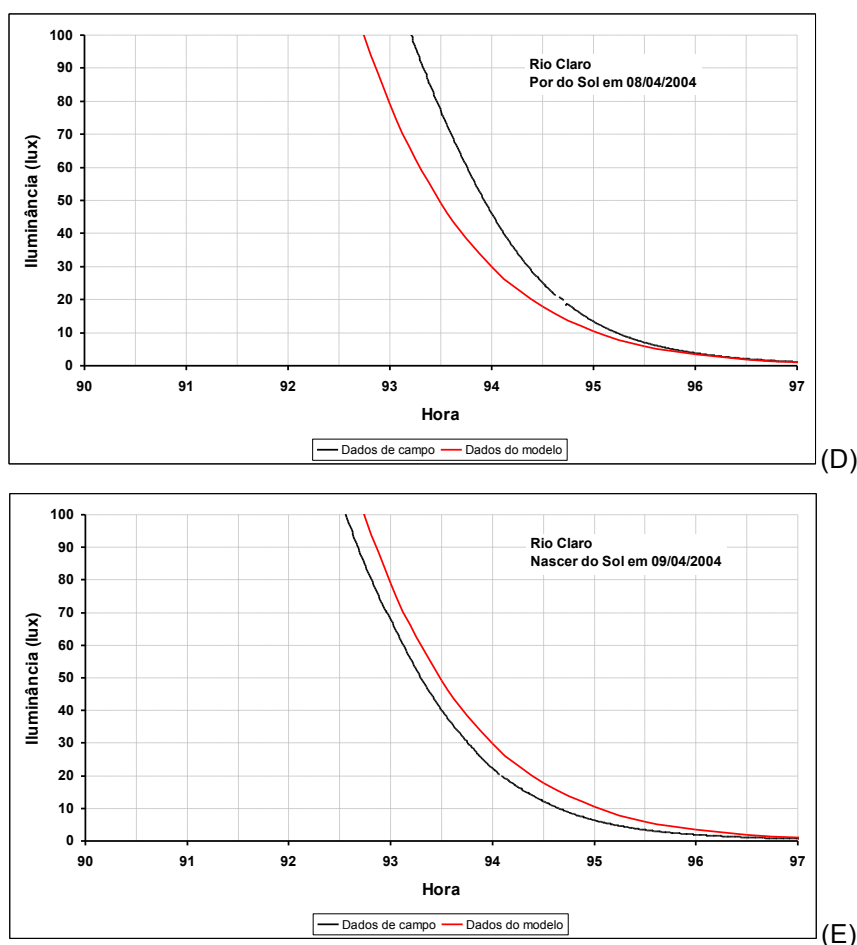 100
90
80
70
60
50
40
30
20
10
0
Iluminância (lux)
Rio Claro
Por do Sol em 08/04/2004
90 91 92 93 94 95 96 97
Hora
Dados de campo Dados do modelo
(D)
100
90
80
70
60
50
40
30
20
10
0
Iluminância (lux)
Rio Claro
Nascer do Sol em 09/04/2004
90 91 92 93 94 95 96 97
Hora
Dados de campo Dados do modelo
(E)